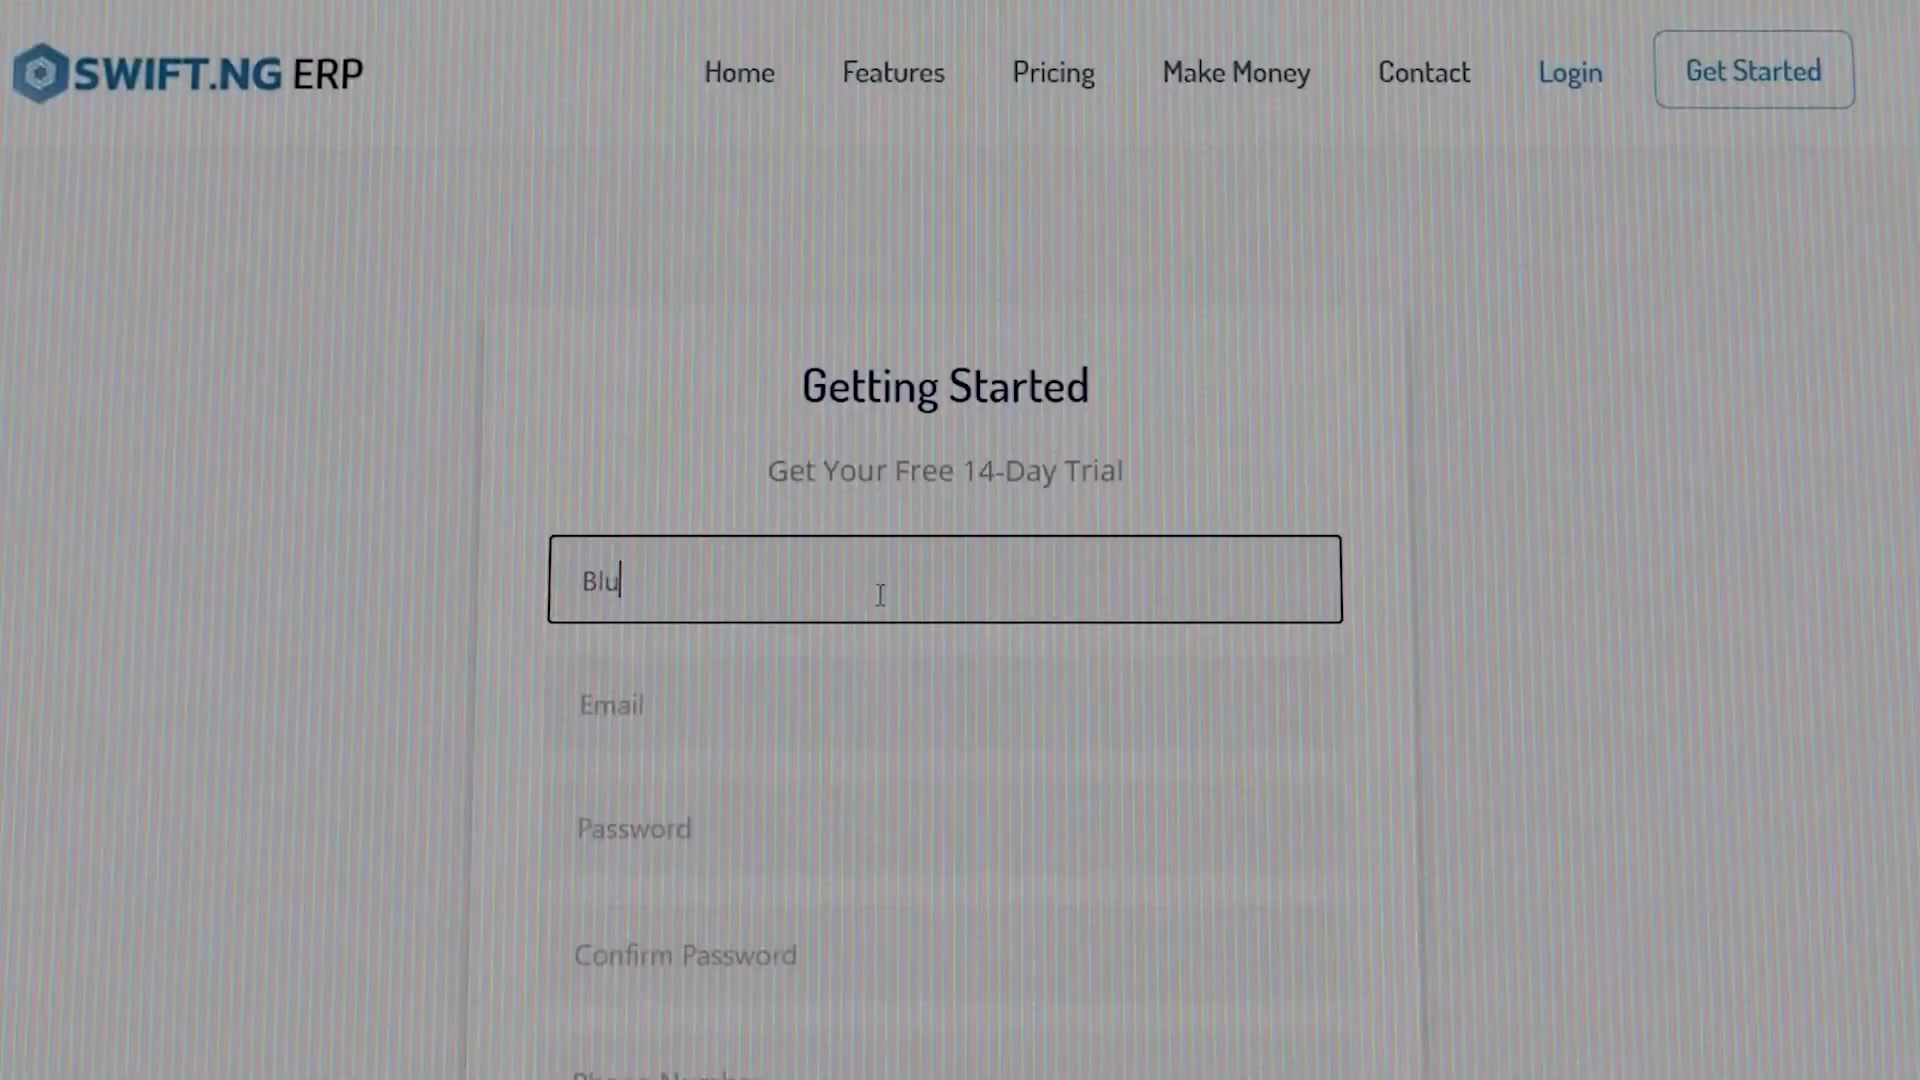 SWIFT.NG ERP
Home Features Pricing Make Money Contact Login Get Started
Getting Started
Get Your Free 14-Day Trial
Blu
Email
Password
Confirm Password